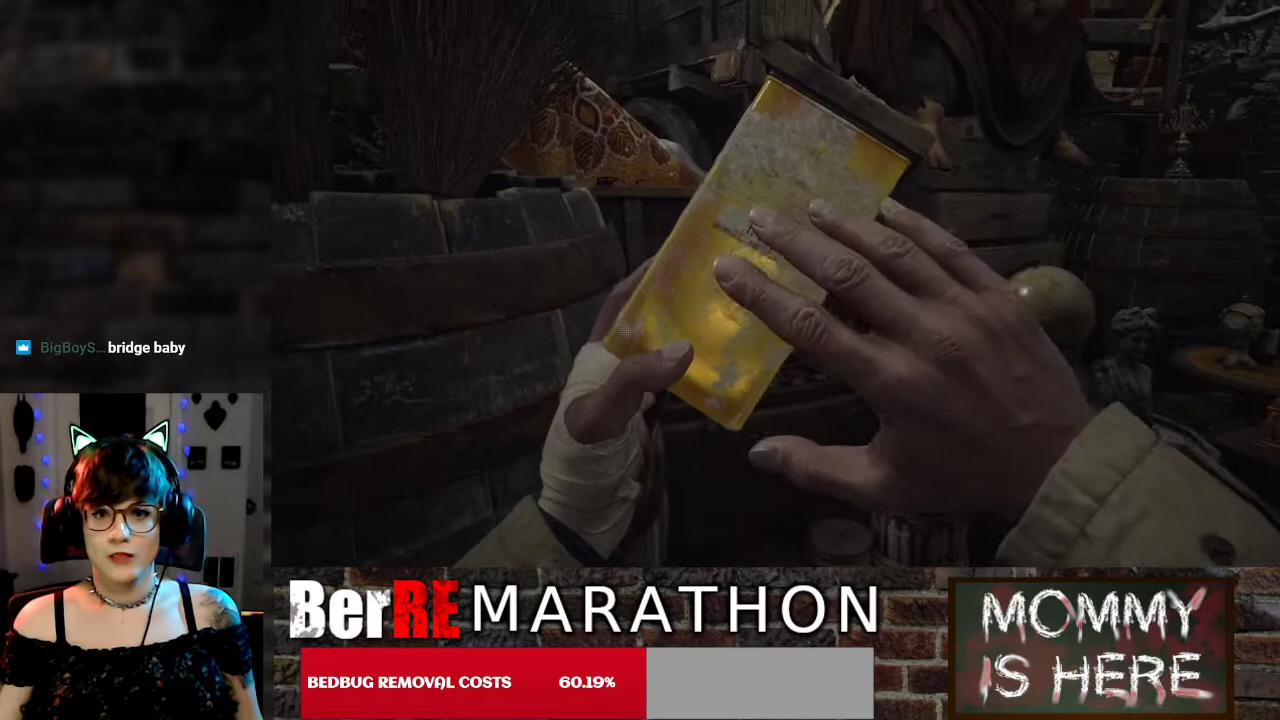 BigBoyS... bridge baby
BerRE MARATHON
BEDBUG REMOVAL COSTS 60.19%
MOMMY
IS HERE